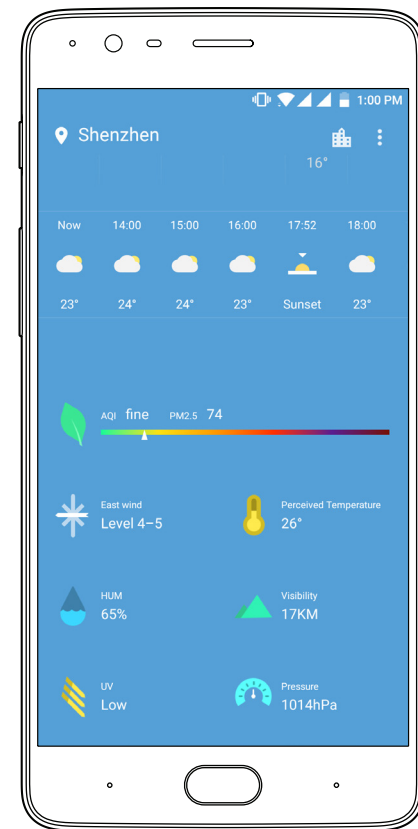 1:00 PM
Shenzhen
16°
Now 14:00 15:00 16:00 17:52 18:00
23° 24° 24° 23° Sunset 23°
AQI fine PM2.5 74
East wind
Level 4–5
Perceived Temperature
26°
HUM
65%
Visibility
17KM
UV
Low
Pressure
1014hPa